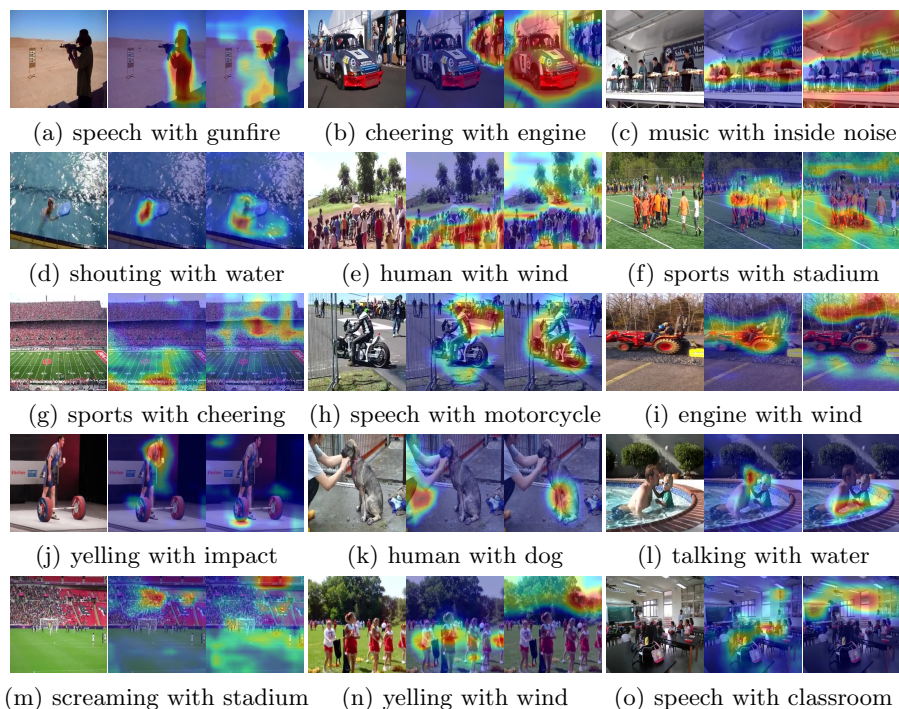 (a) speech with gunfire (b) cheering with engine (c) music with inside noise
(d) shouting with water (e) human with wind (f) sports with stadium
(g) sports with cheering (h) speech with motorcycle (i) engine with wind
(j) yelling with impact (k) human with dog (l) talking with water
(m) screaming with stadium (n) yelling with wind (o) speech with classroom